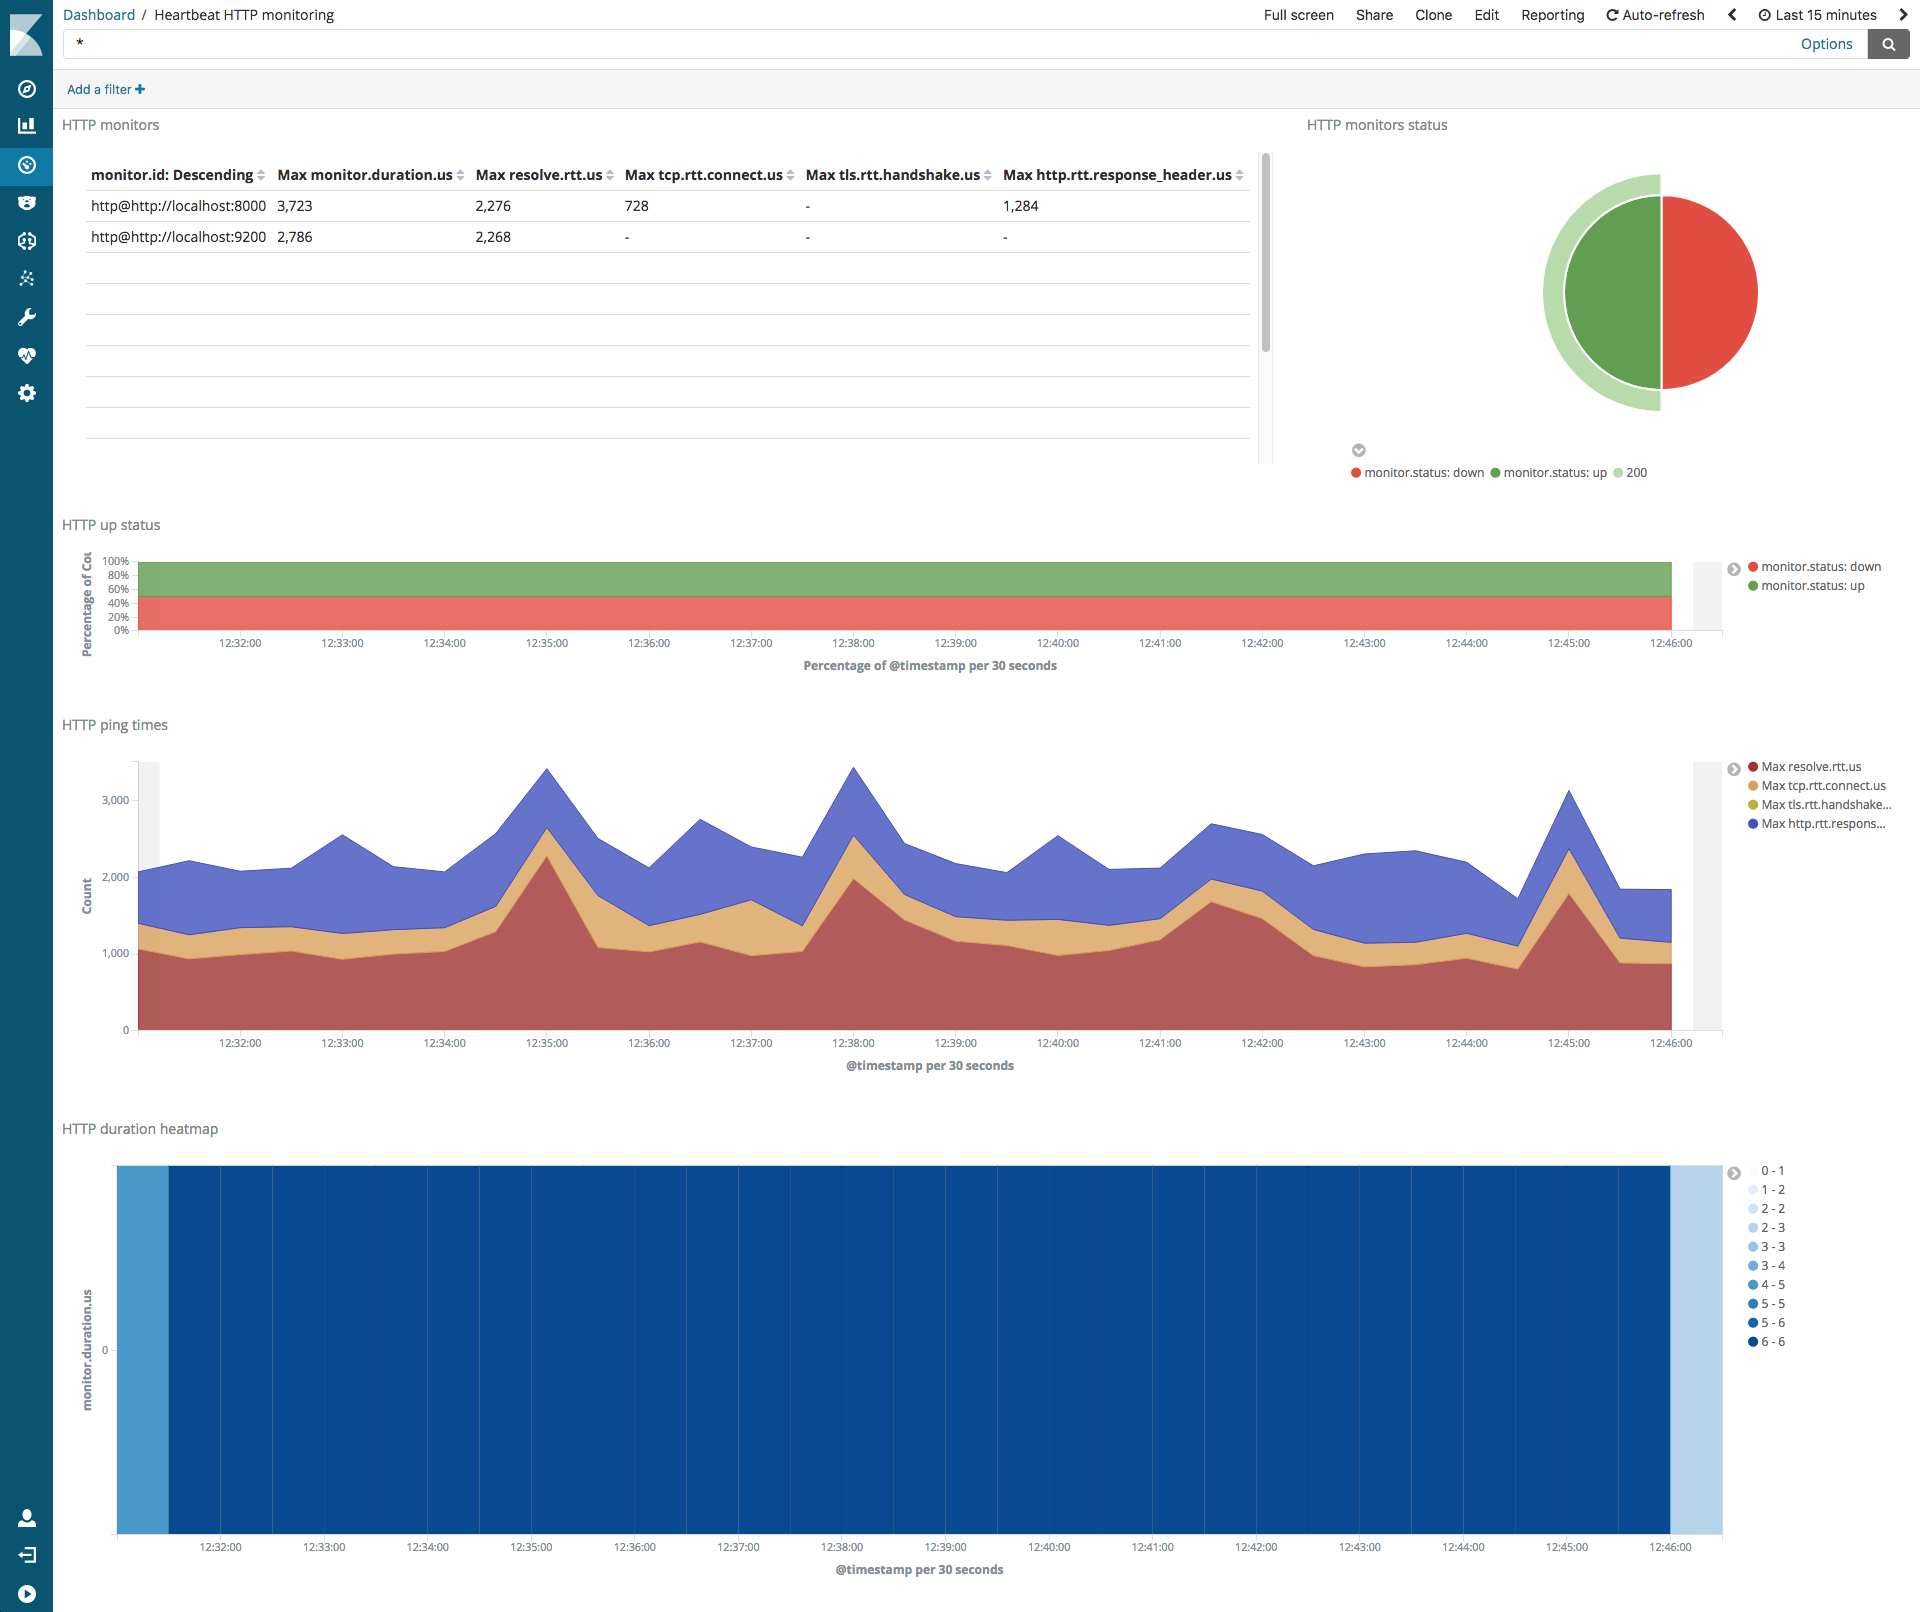 Dashboard / Heartbeat HTTP monitoring
Full screen Share Clone Edit Reporting Auto-refresh Last 15 minutes
*
Options
Add a filter
HTTP monitors
monitor.id: Descending Max monitor.duration.us Max resolve.rtt.us Max tcp.rtt.connect.us Max tls.rtt.handshake.us Max http.rtt.response_header.us
http@http://localhost:8000 3,723 2,276 728 - 1,284
http@http://localhost:9200 2,786 2,268 - - -
HTTP monitors status
monitor.status: down monitor.status: up 200
HTTP up status
Percentage of Cou
100%
80%
60%
40%
20%
0%
12:32:00 12:33:00 12:34:00 12:35:00 12:36:00 12:37:00 12:38:00 12:39:00 12:40:00 12:41:00 12:42:00 12:43:00 12:44:00 12:45:00 12:46:00
Percentage of @timestamp per 30 seconds
monitor.status: down
monitor.status: up
HTTP ping times
Count
3,000
2,000
1,000
0
12:32:00 12:33:00 12:34:00 12:35:00 12:36:00 12:37:00 12:38:00 12:39:00 12:40:00 12:41:00 12:42:00 12:43:00 12:44:00 12:45:00 12:46:00
@timestamp per 30 seconds
Max resolve.rtt.us
Max tcp.rtt.connect.us
Max tls.rtt.handshake...
Max http.rtt.respons...
HTTP duration heatmap
monitor.duration.us
0
12:32:00 12:33:00 12:34:00 12:35:00 12:36:00 12:37:00 12:38:00 12:39:00 12:40:00 12:41:00 12:42:00 12:43:00 12:44:00 12:45:00 12:46:00
@timestamp per 30 seconds
0 - 1
1 - 2
2 - 2
2 - 3
3 - 3
3 - 4
4 - 5
5 - 5
5 - 6
6 - 6